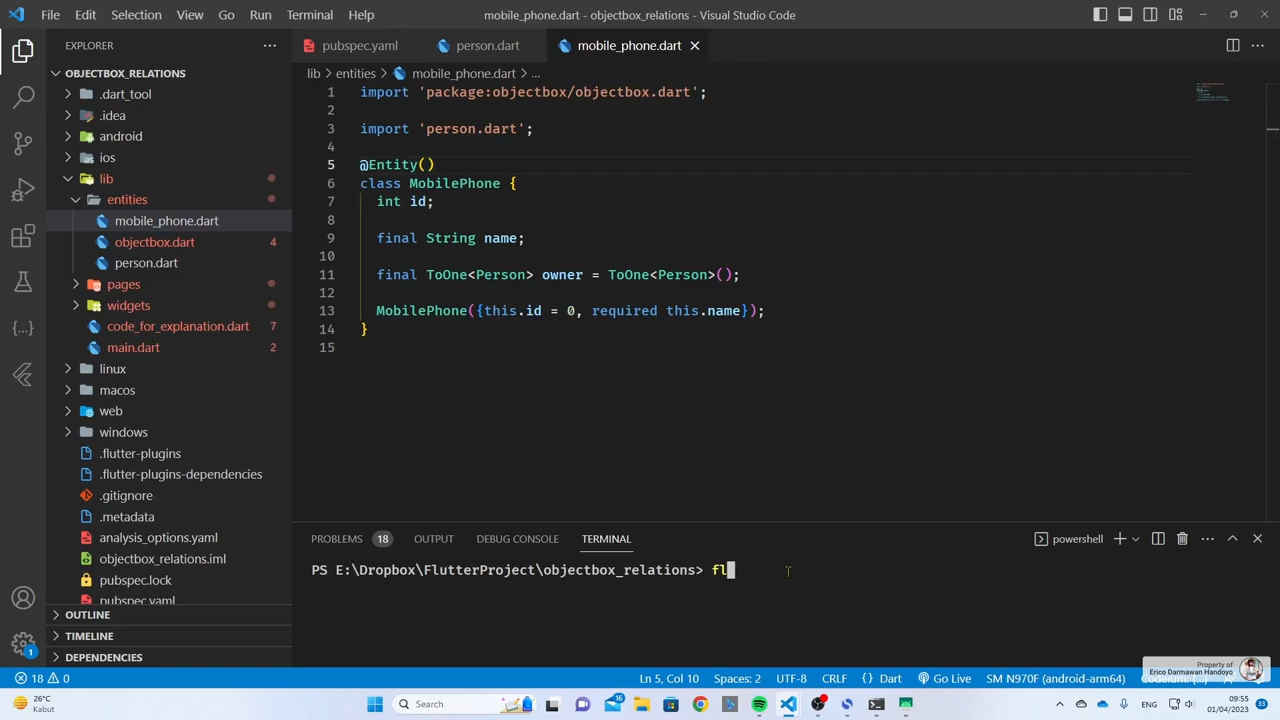 File Edit Selection View Go Run Terminal Help
mobile_phone.dart - objectbox_relations - Visual Studio Code
EXPLORER
OBJECTBOX_RELATIONS
.dart_tool
.idea
android
ios
lib
entities
mobile_phone.dart
objectbox.dart 4
person.dart
pages
widgets
code_for_explanation.dart 7
main.dart 2
linux
macos
web
windows
.flutter-plugins
.flutter-plugins-dependencies
.gitignore
.metadata
analysis_options.yaml
objectbox_relations.iml
pubspec.lock
pubspec.yaml
OUTLINE
TIMELINE
DEPENDENCIES
pubspec.yaml person.dart mobile_phone.dart
lib > entities > mobile_phone.dart > ...
1 import 'package:objectbox/objectbox.dart';
2
3 import 'person.dart';
4
5 @Entity()
6 class MobilePhone {
7 int id;
8
9 final String name;
10
11 final ToOne<Person> owner = ToOne<Person>();
12
13 MobilePhone({this.id = 0, required this.name});
14 }
15
PROBLEMS 18 OUTPUT DEBUG CONSOLE TERMINAL
powershell
PS E:\Dropbox\FlutterProject\objectbox_relations> fl
Property of
Erico Darmawan Handoyo
1
18 0
Ln 5, Col 10 Spaces: 2 UTF-8 CRLF {} Dart Go Live SM N970F (android-arm64)
26°C
Kabut
Search
16
ENG
09:55
01/04/2023
33